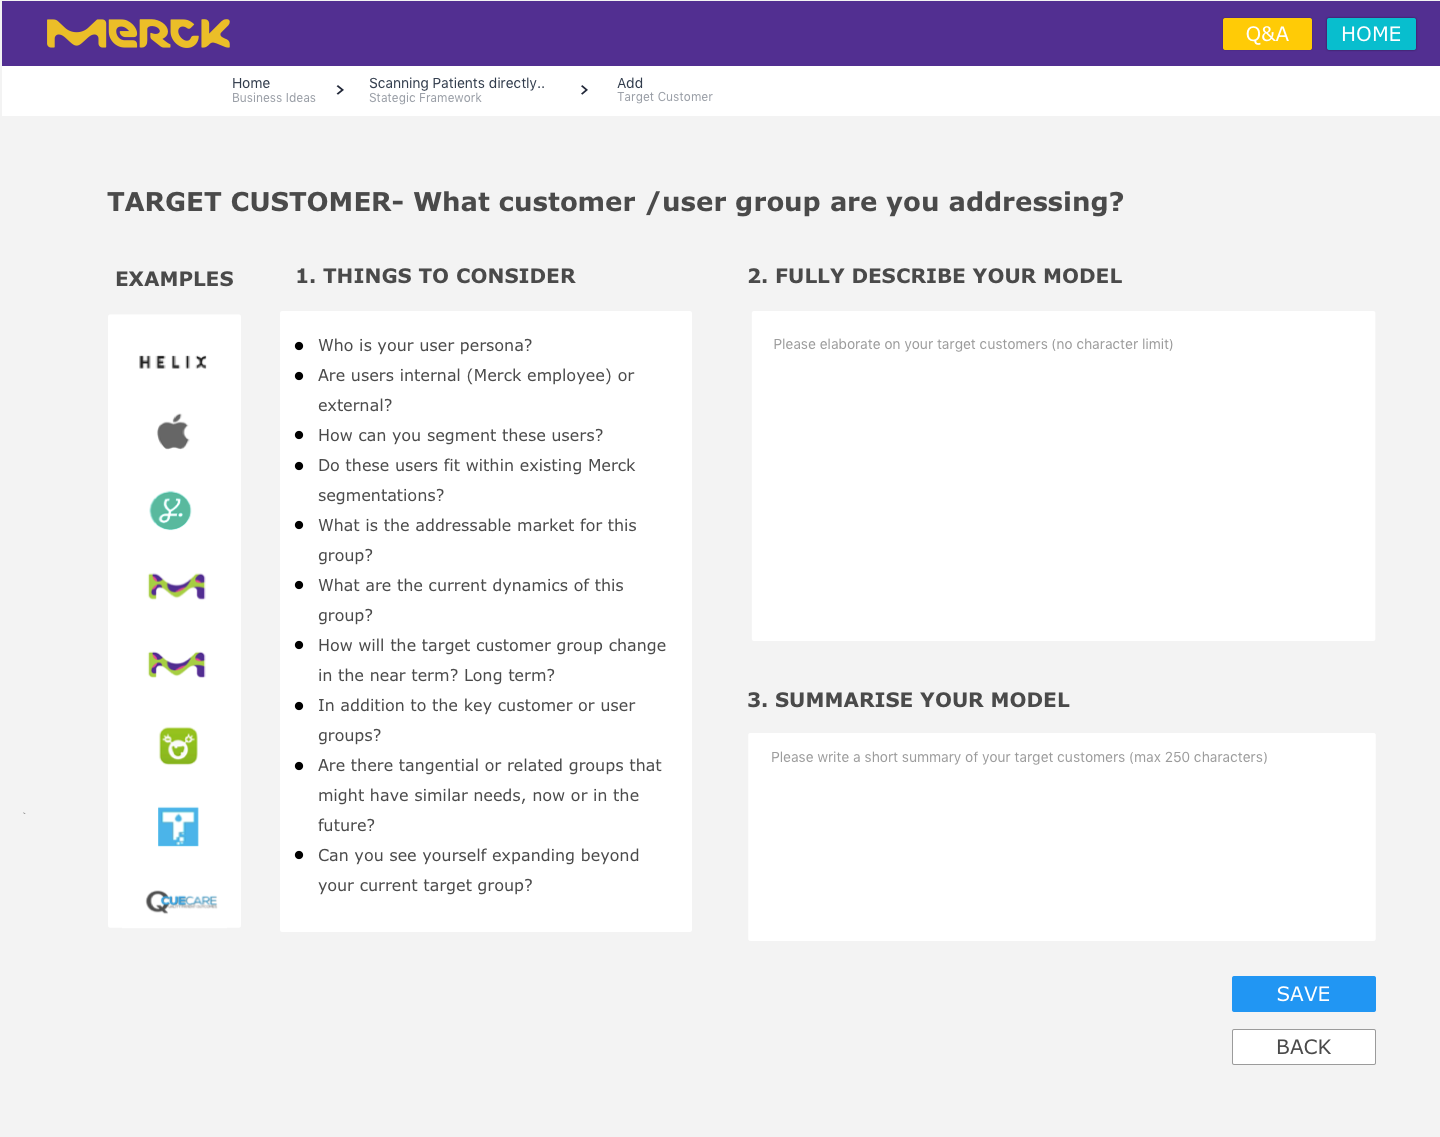 MERCK
Q&A
HOME
Home
Business Ideas
Scanning Patients directly..
Stategic Framework
Add
Target Customer
TARGET CUSTOMER- What customer /user group are you addressing?
EXAMPLES
HELIX
CUECARE
1. THINGS TO CONSIDER
Who is your user persona?
Are users internal (Merck employee) or
external?
How can you segment these users?
Do these users fit within existing Merck
segmentations?
What is the addressable market for this
group?
What are the current dynamics of this
group?
How will the target customer group change
in the near term? Long term?
In addition to the key customer or user
groups?
Are there tangential or related groups that
might have similar needs, now or in the
future?
Can you see yourself expanding beyond
your current target group?
2. FULLY DESCRIBE YOUR MODEL
Please elaborate on your target customers (no character limit)
3. SUMMARISE YOUR MODEL
Please write a short summary of your target customers (max 250 characters)
SAVE
BACK